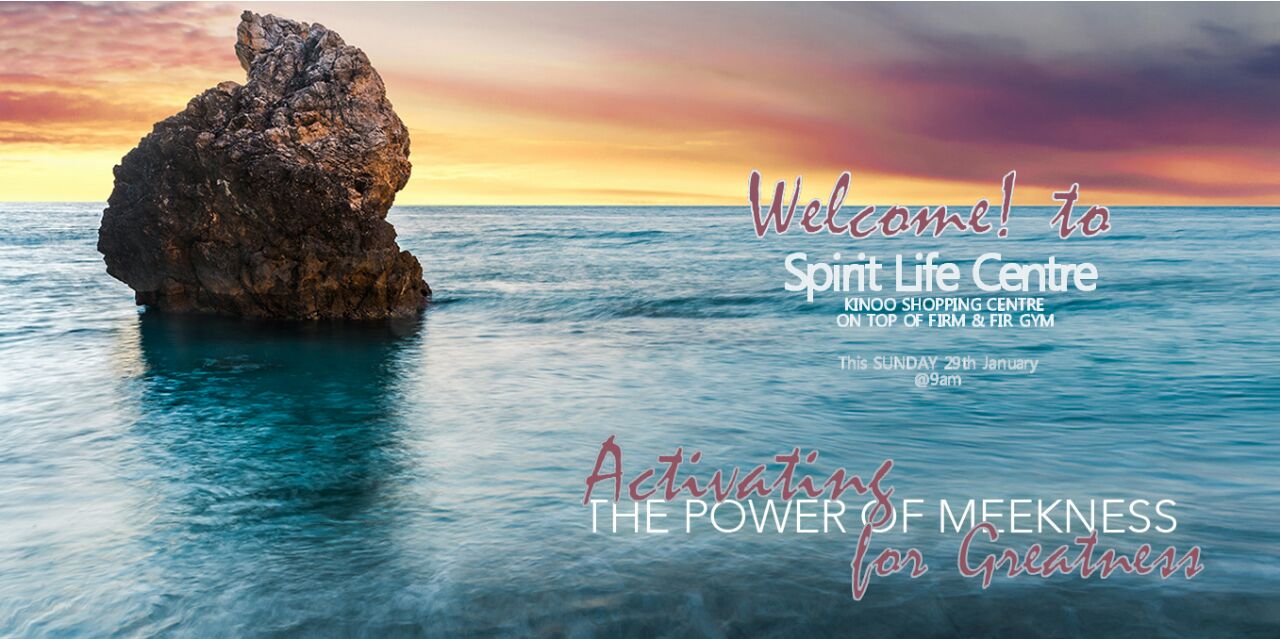 Welcome! to
Spirit Life Centre
KINOO SHOPPING CENTRE
ON TOP OF FIRM & FIR GYM
This SUNDAY 29th January
@9am
Activating
THE POWER OF MEEKNESS
for Greatness